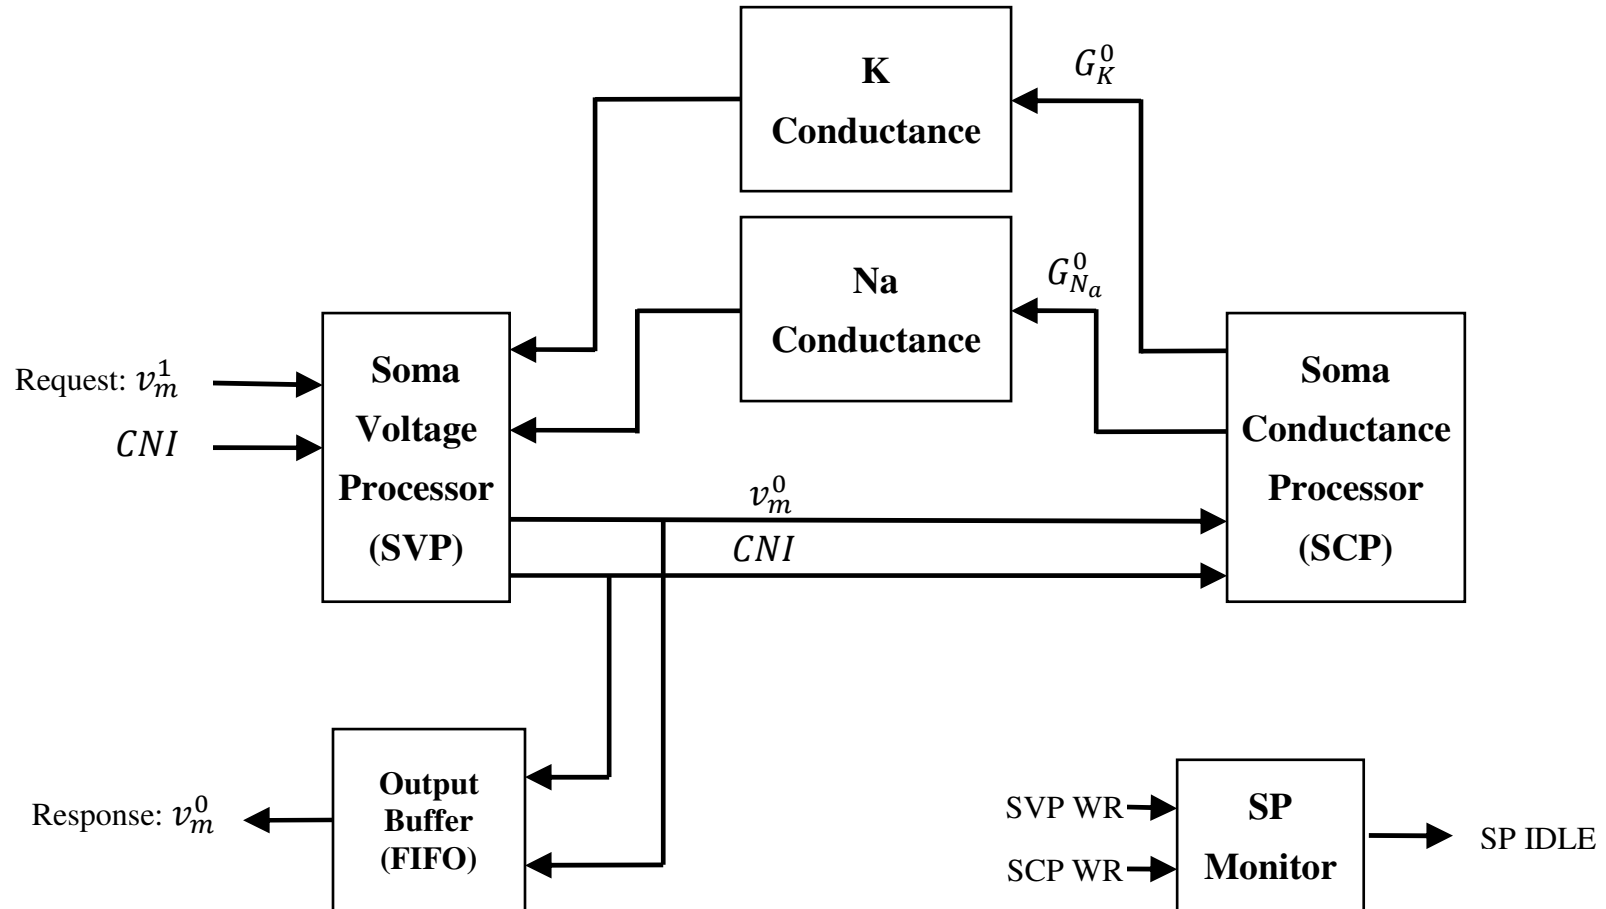 K
Conductance
$G_K^0$
Na
Conductance
$G_{N_a}^0$
Request: $v_m^1$
CNI
Soma
Voltage
Processor
(SVP)
Soma
Conductance
Processor
(SCP)
$v_m^0$
CNI
Output
Buffer
(FIFO)
Response: $v_m^0$
SVP WR
SCP WR
SP
Monitor
SP IDLE